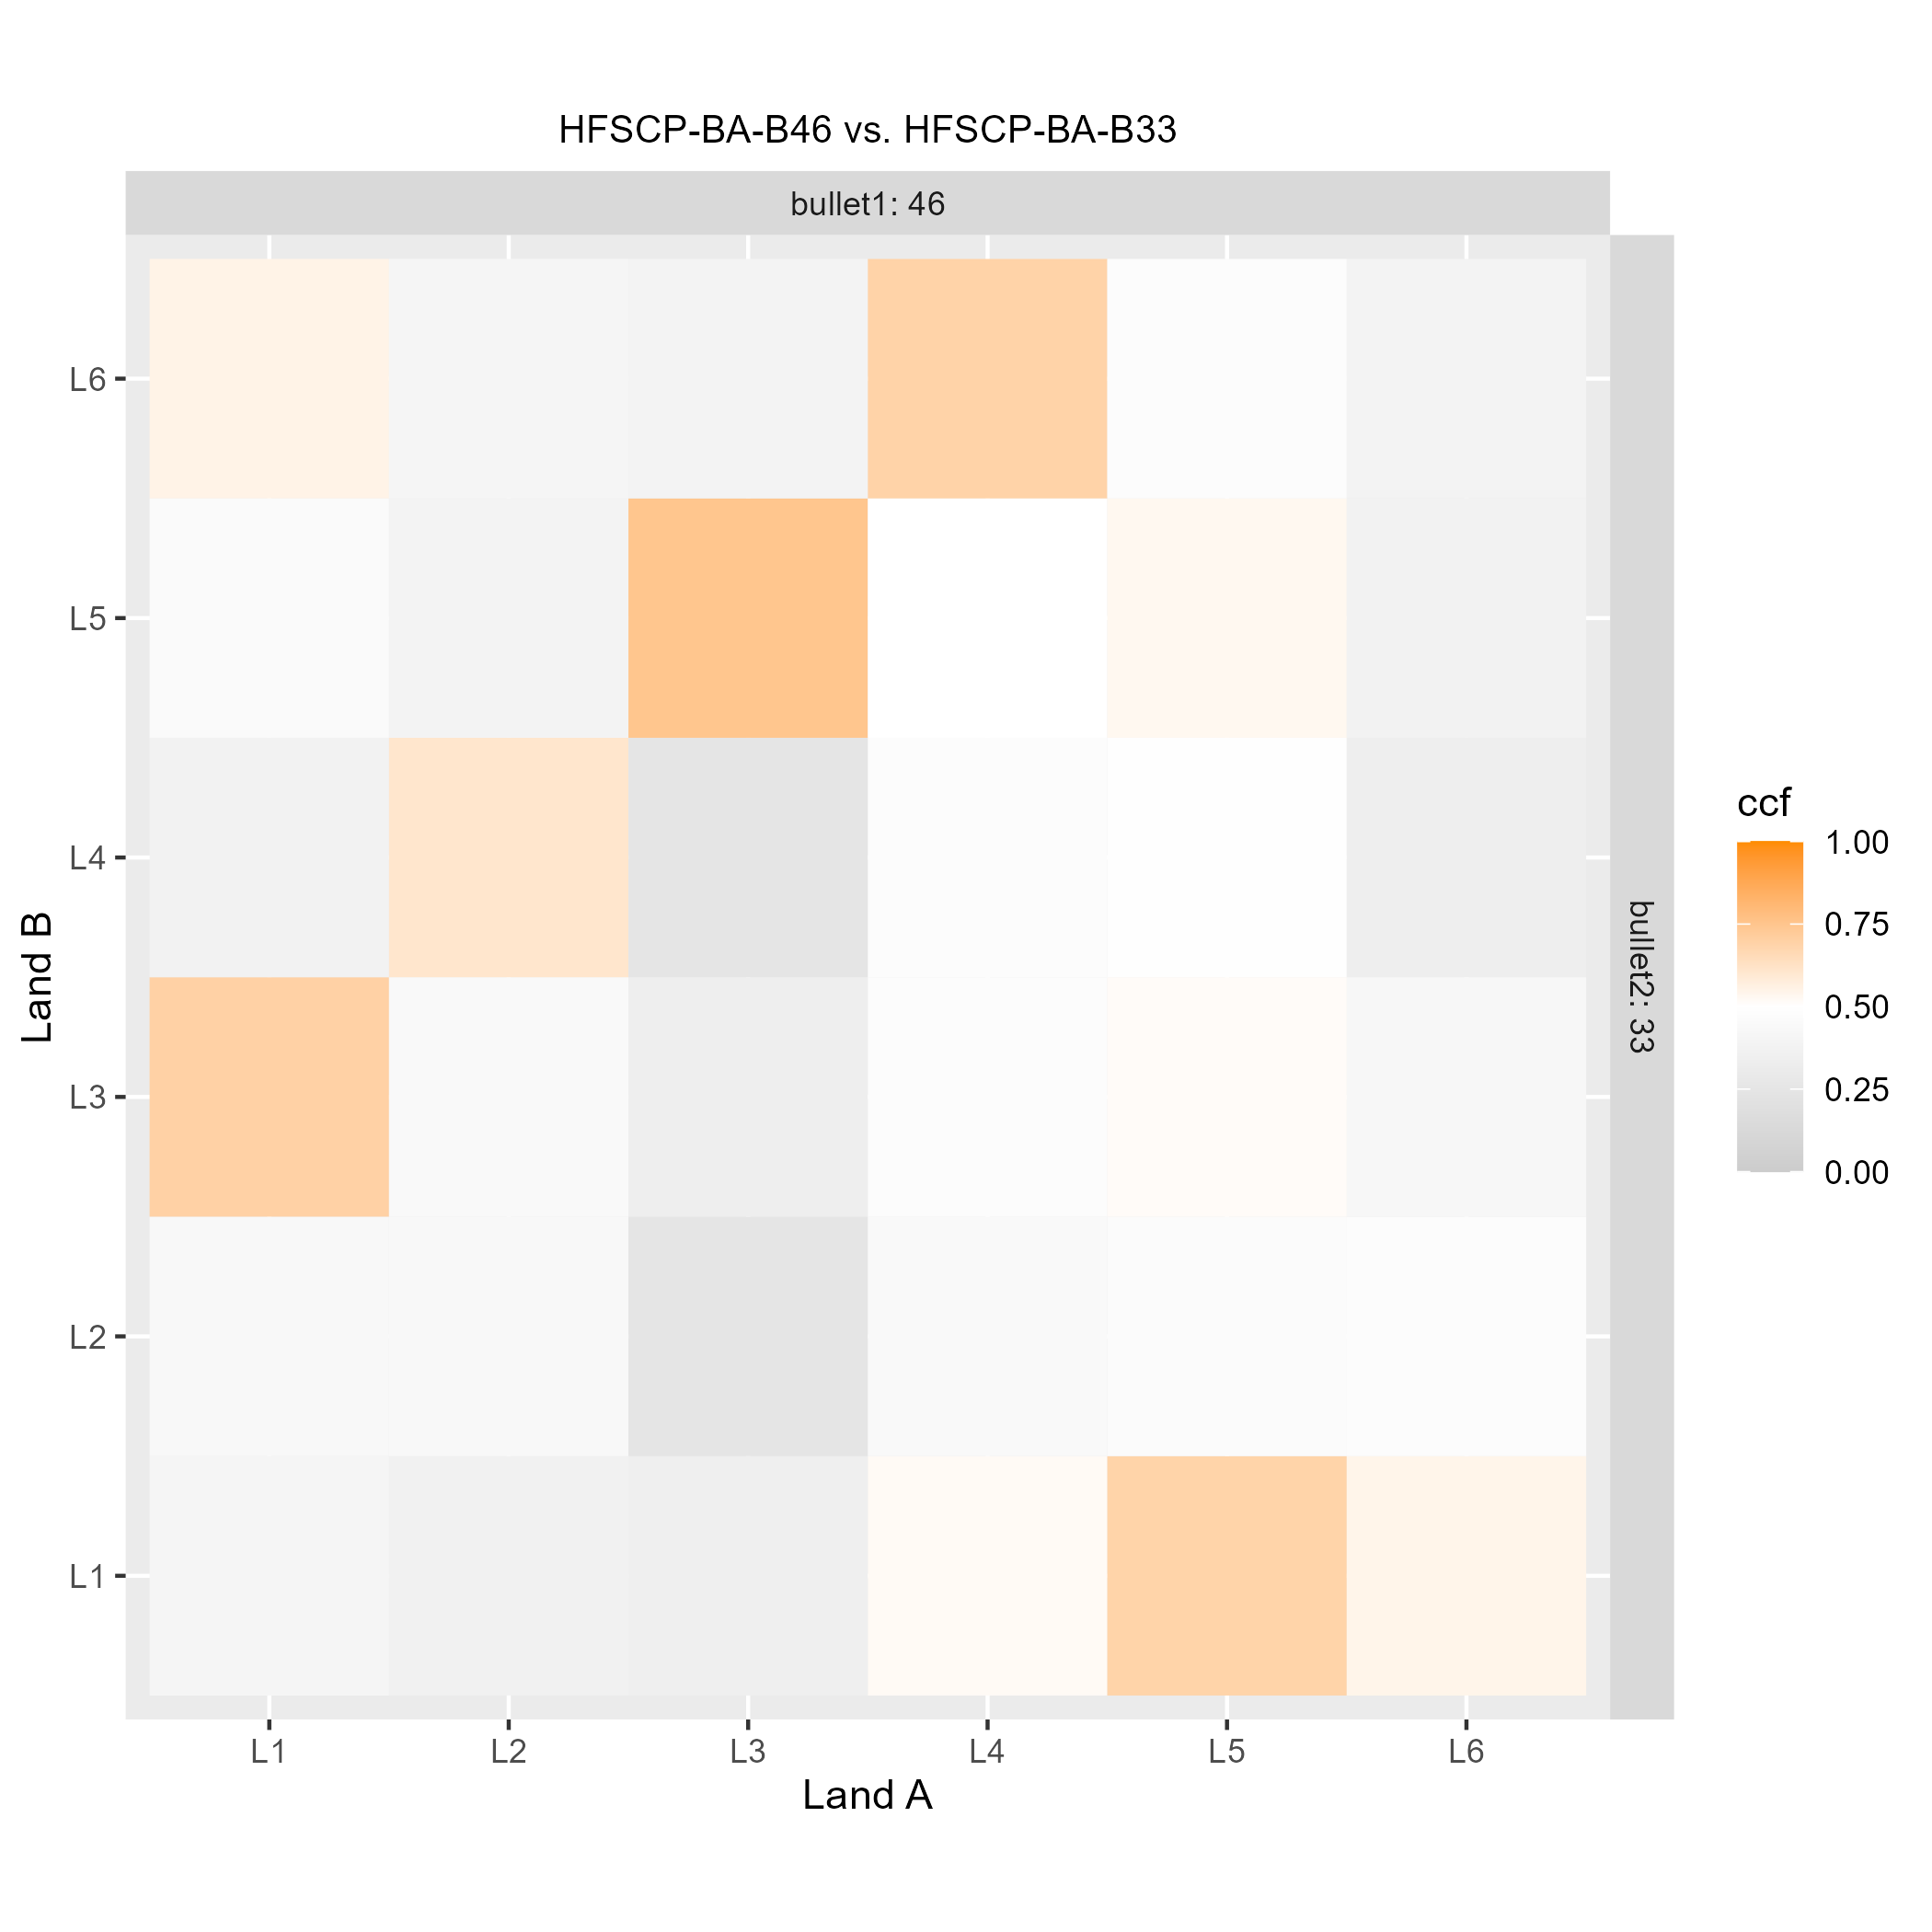 HFSCP-BA-B46 vs. HFSCP-BA-B33
bullet1: 46
L6
L5
L4
L3
L2
L1
Land B
bullet2: 33
L1 L2 L3 L4 L5 L6
Land A
ccf
1.00
0.75
0.50
0.25
0.00